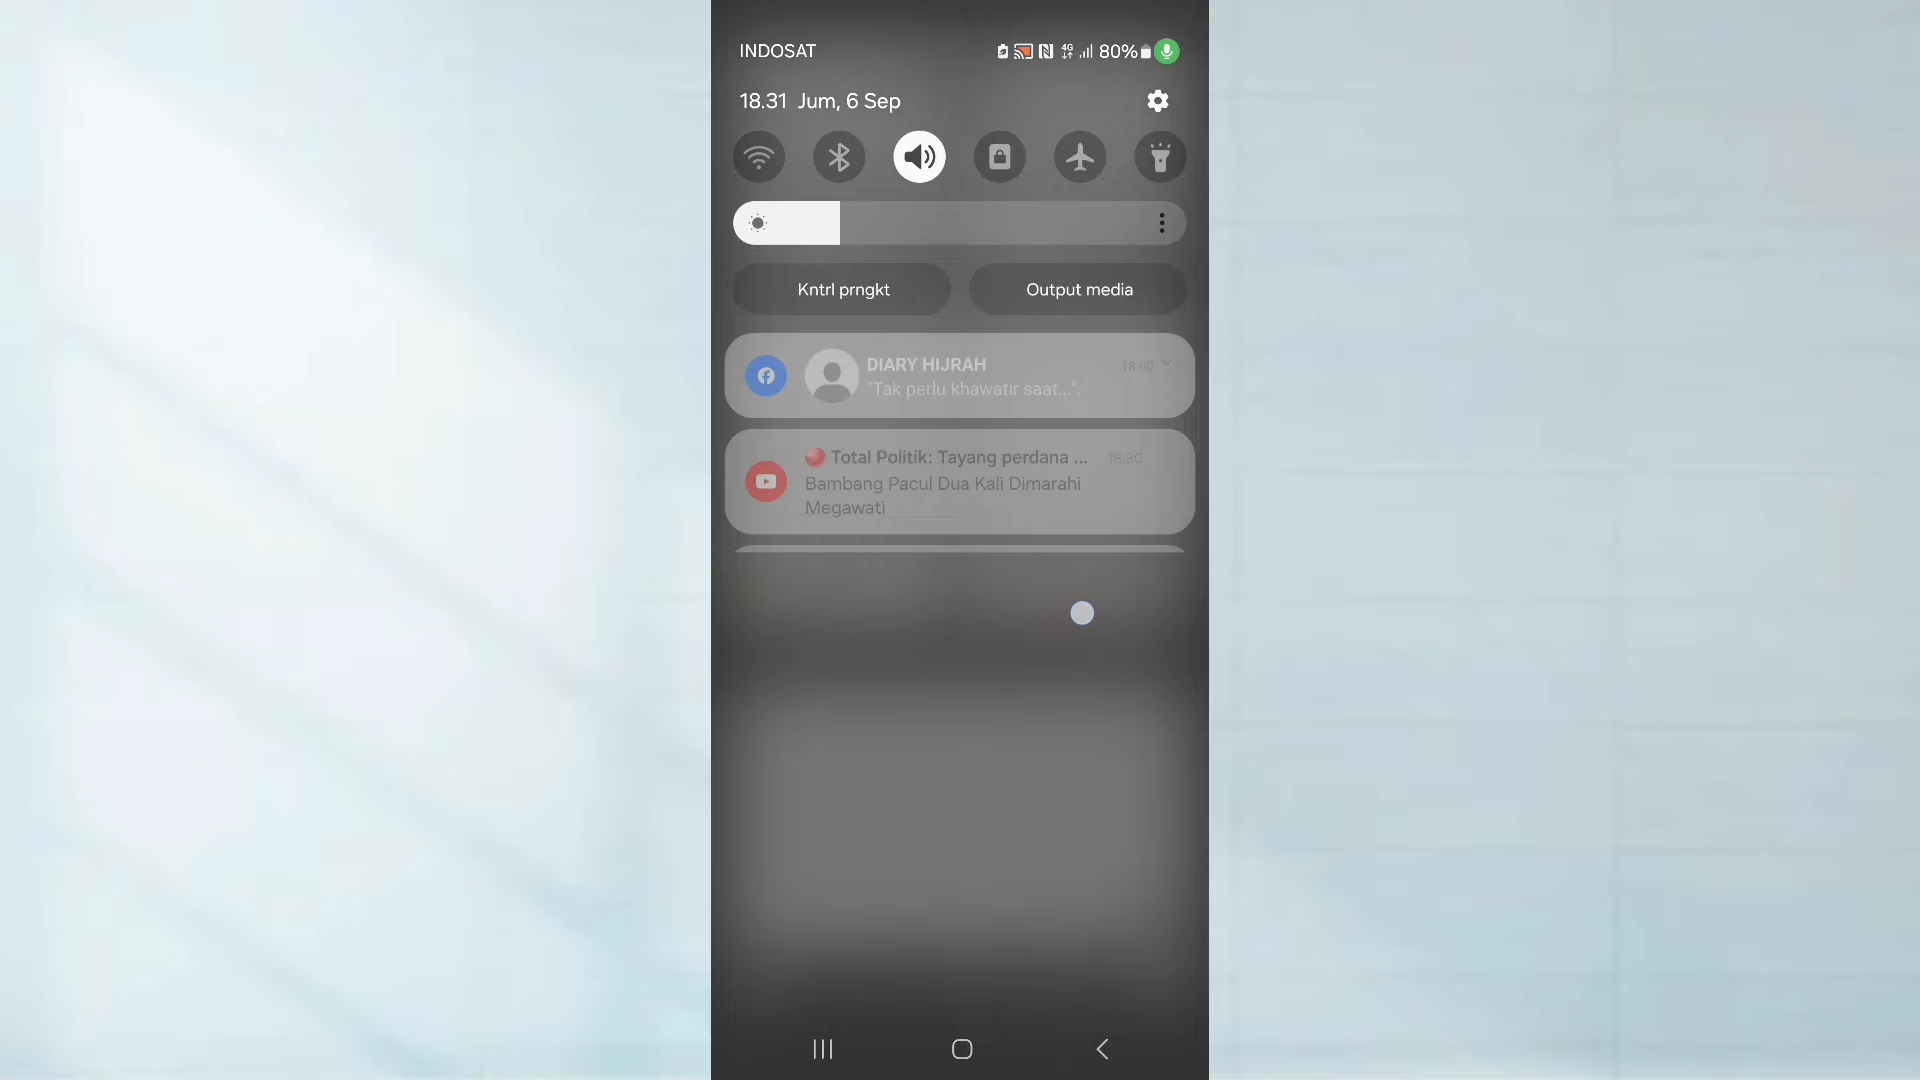 INDOSAT
4G 80%
18.31 Jum, 6 Sep
Kntrl prngkt
Output media
DIARY HIJRAH
18.00
"Tak perlu khawatir saat...".
Total Politik: Tayang perdana ...
18.30
Bambang Pacul Dua Kali Dimarahi
Megawati